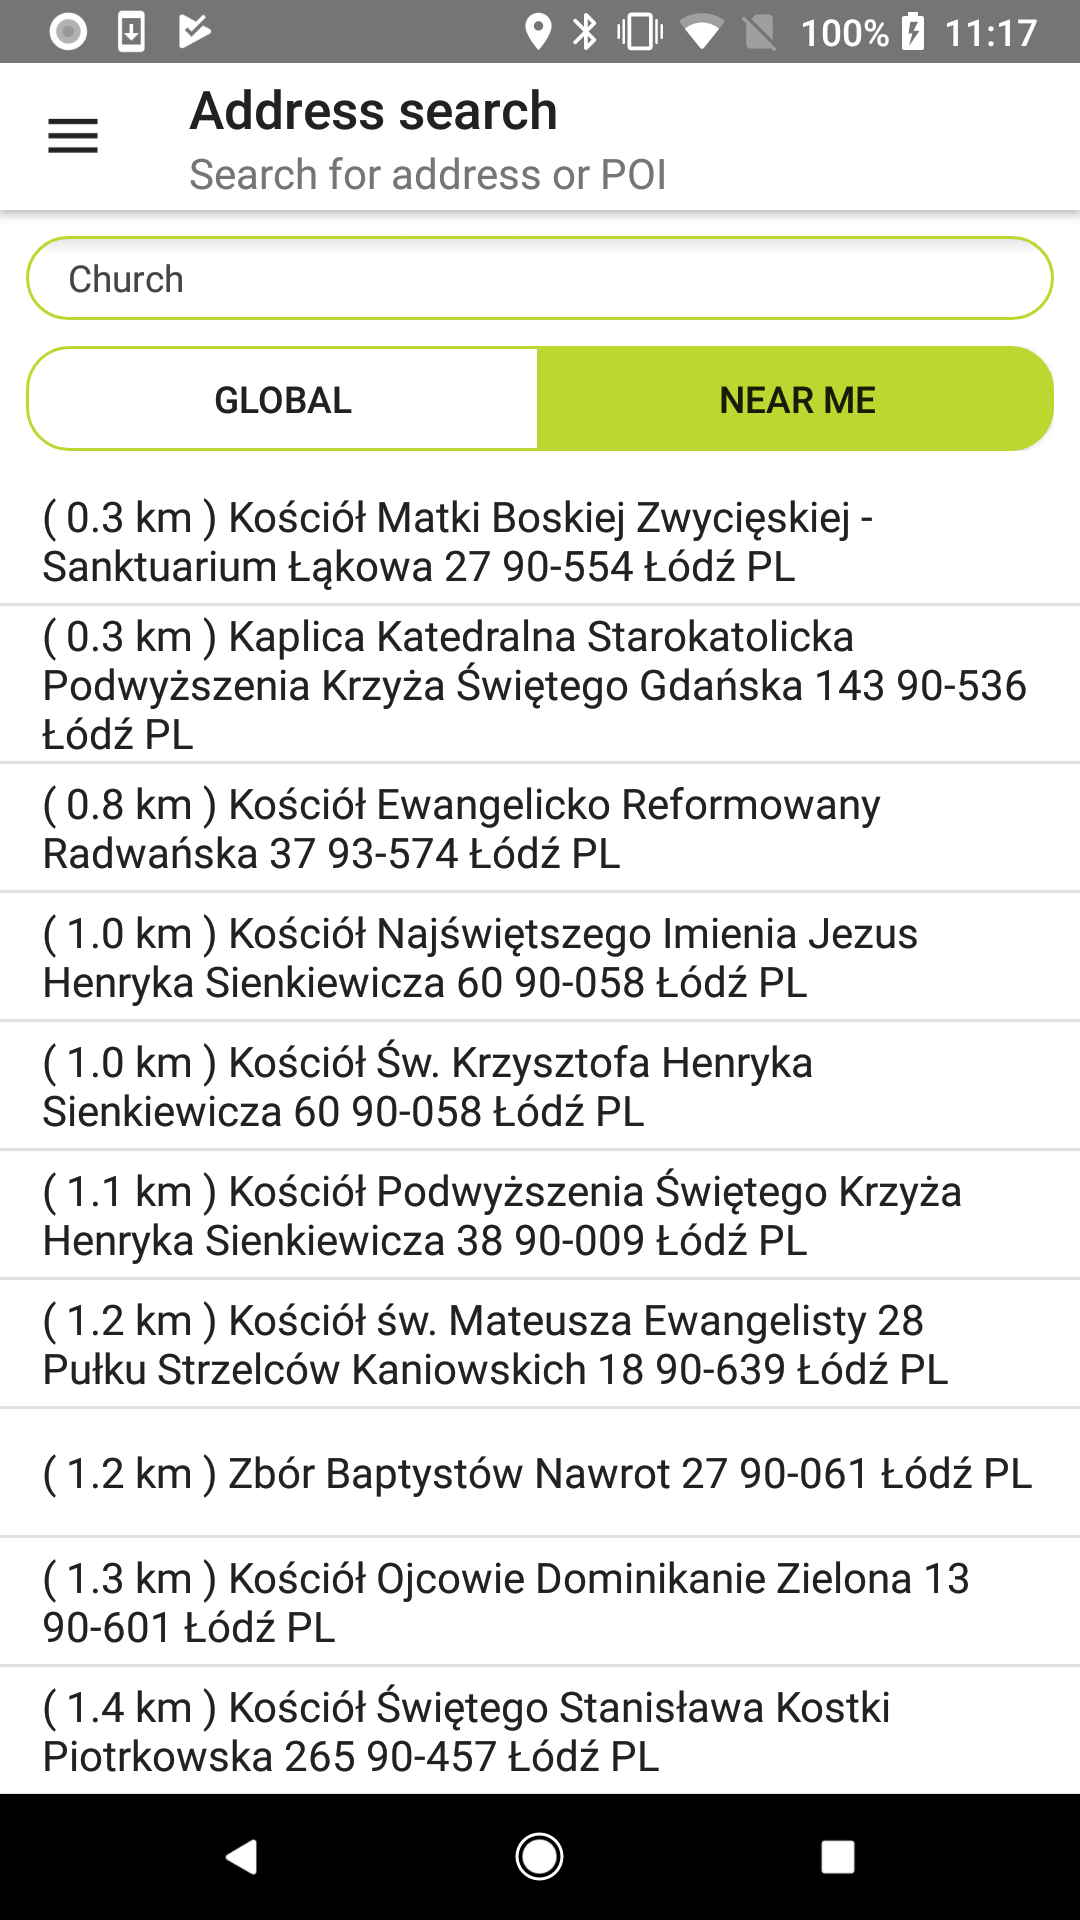 100% 11:17
Address search
Search for address or POI
Church
GLOBAL NEAR ME
( 0.3 km ) Kościół Matki Boskiej Zwycięskiej -
Sanktuarium Łąkowa 27 90-554 Łódź PL
( 0.3 km ) Kaplica Katedralna Starokatolicka
Podwyższenia Krzyża Świętego Gdańska 143 90-536
Łódź PL
( 0.8 km ) Kościół Ewangelicko Reformowany
Radwańska 37 93-574 Łódź PL
( 1.0 km ) Kościół Najświętszego Imienia Jezus
Henryka Sienkiewicza 60 90-058 Łódź PL
( 1.0 km ) Kościół Św. Krzysztofa Henryka
Sienkiewicza 60 90-058 Łódź PL
( 1.1 km ) Kościół Podwyższenia Świętego Krzyża
Henryka Sienkiewicza 38 90-009 Łódź PL
( 1.2 km ) Kościół św. Mateusza Ewangelisty 28
Pułku Strzelców Kaniowskich 18 90-639 Łódź PL
( 1.2 km ) Zbór Baptystów Nawrot 27 90-061 Łódź PL
( 1.3 km ) Kościół Ojcowie Dominikanie Zielona 13
90-601 Łódź PL
( 1.4 km ) Kościół Świętego Stanisława Kostki
Piotrkowska 265 90-457 Łódź PL